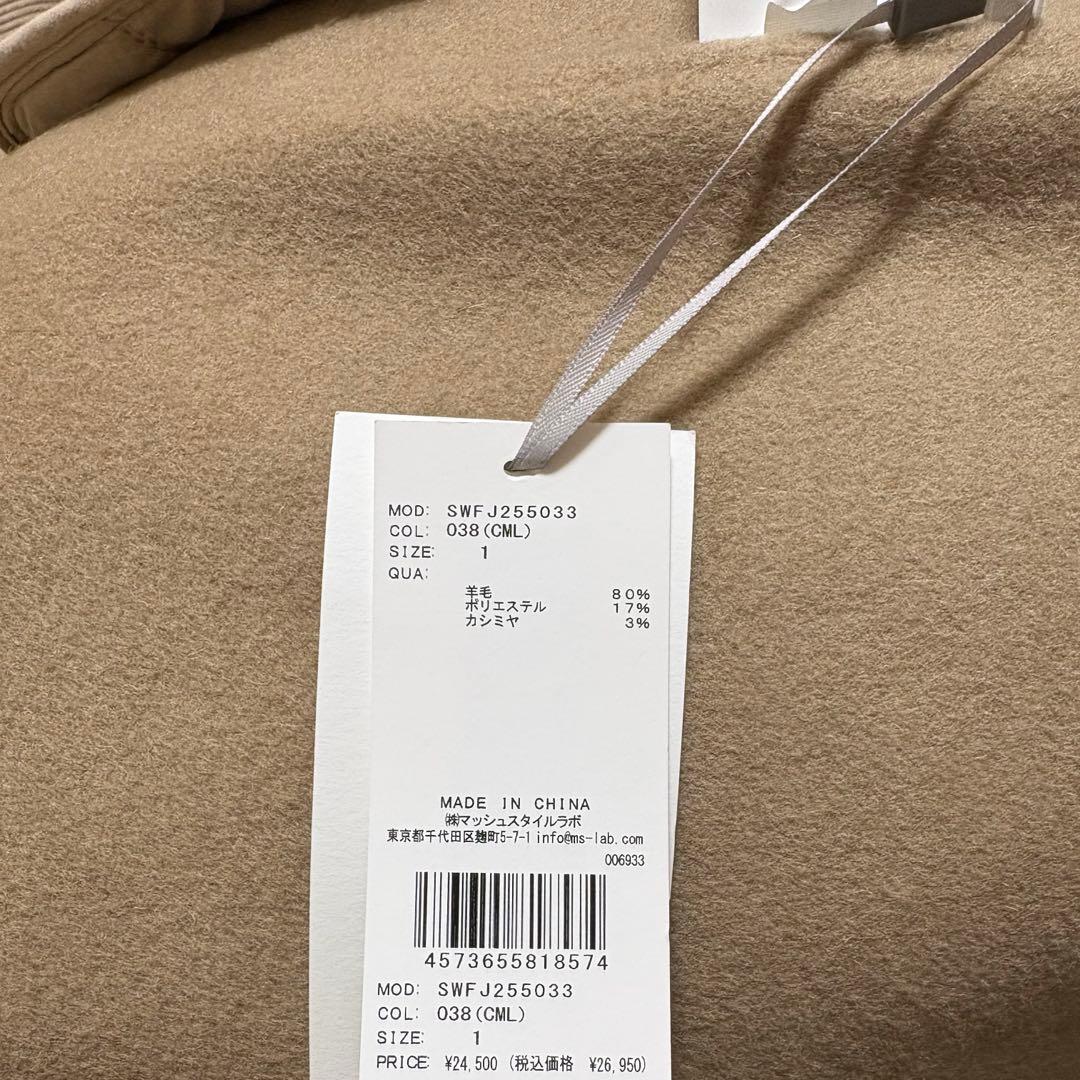 MOD: SWFJ255033
COL: 038(CML)
SIZE: 1
QUA:
羊毛 80%
ポリエステル 17%
カシミヤ 3%
MADE IN CHINA
㈱マッシュスタイルラボ
東京都千代田区麹町5-7-1 info@ms-lab.com
006933
4573655818574
MOD: SWFJ255033
COL: 038(CML)
SIZE: 1
PRICE: ¥24,500 (税込価格 ¥26,950)